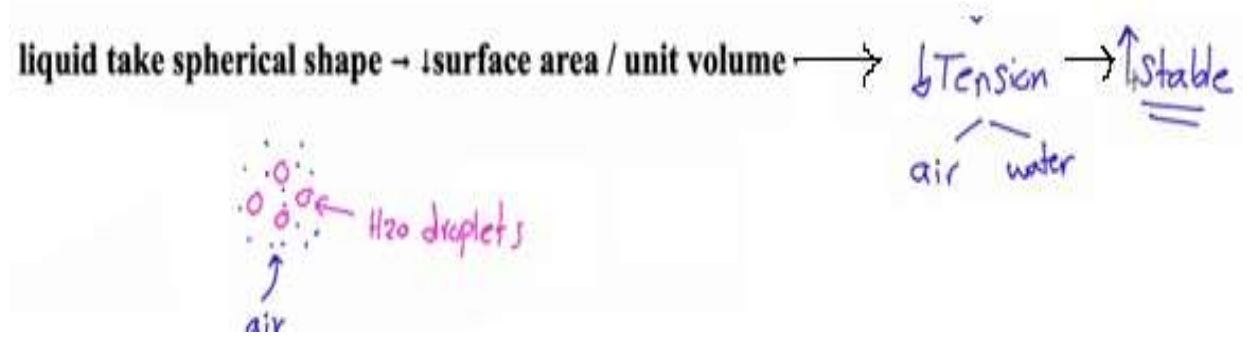 liquid take spherical shape → ↓surface area / unit volume → ↓Tension → ↑Stable
air water
H2O droplets
air